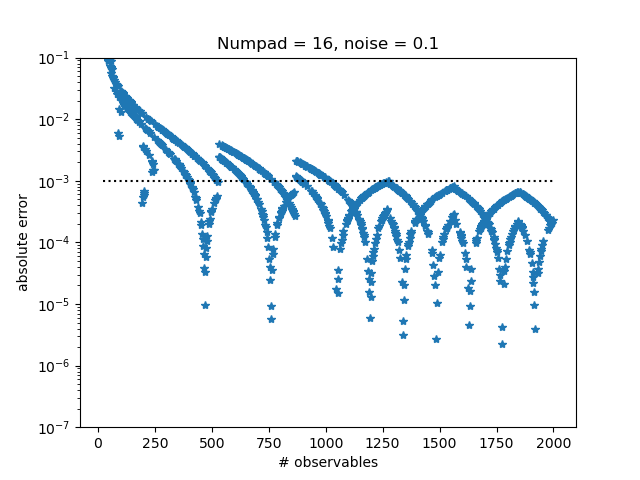 Numpad = 16, noise = 0.1
absolute error
10⁻¹
10⁻²
10⁻³
10⁻⁴
10⁻⁵
10⁻⁶
10⁻⁷
0 250 500 750 1000 1250 1500 1750 2000
# observables